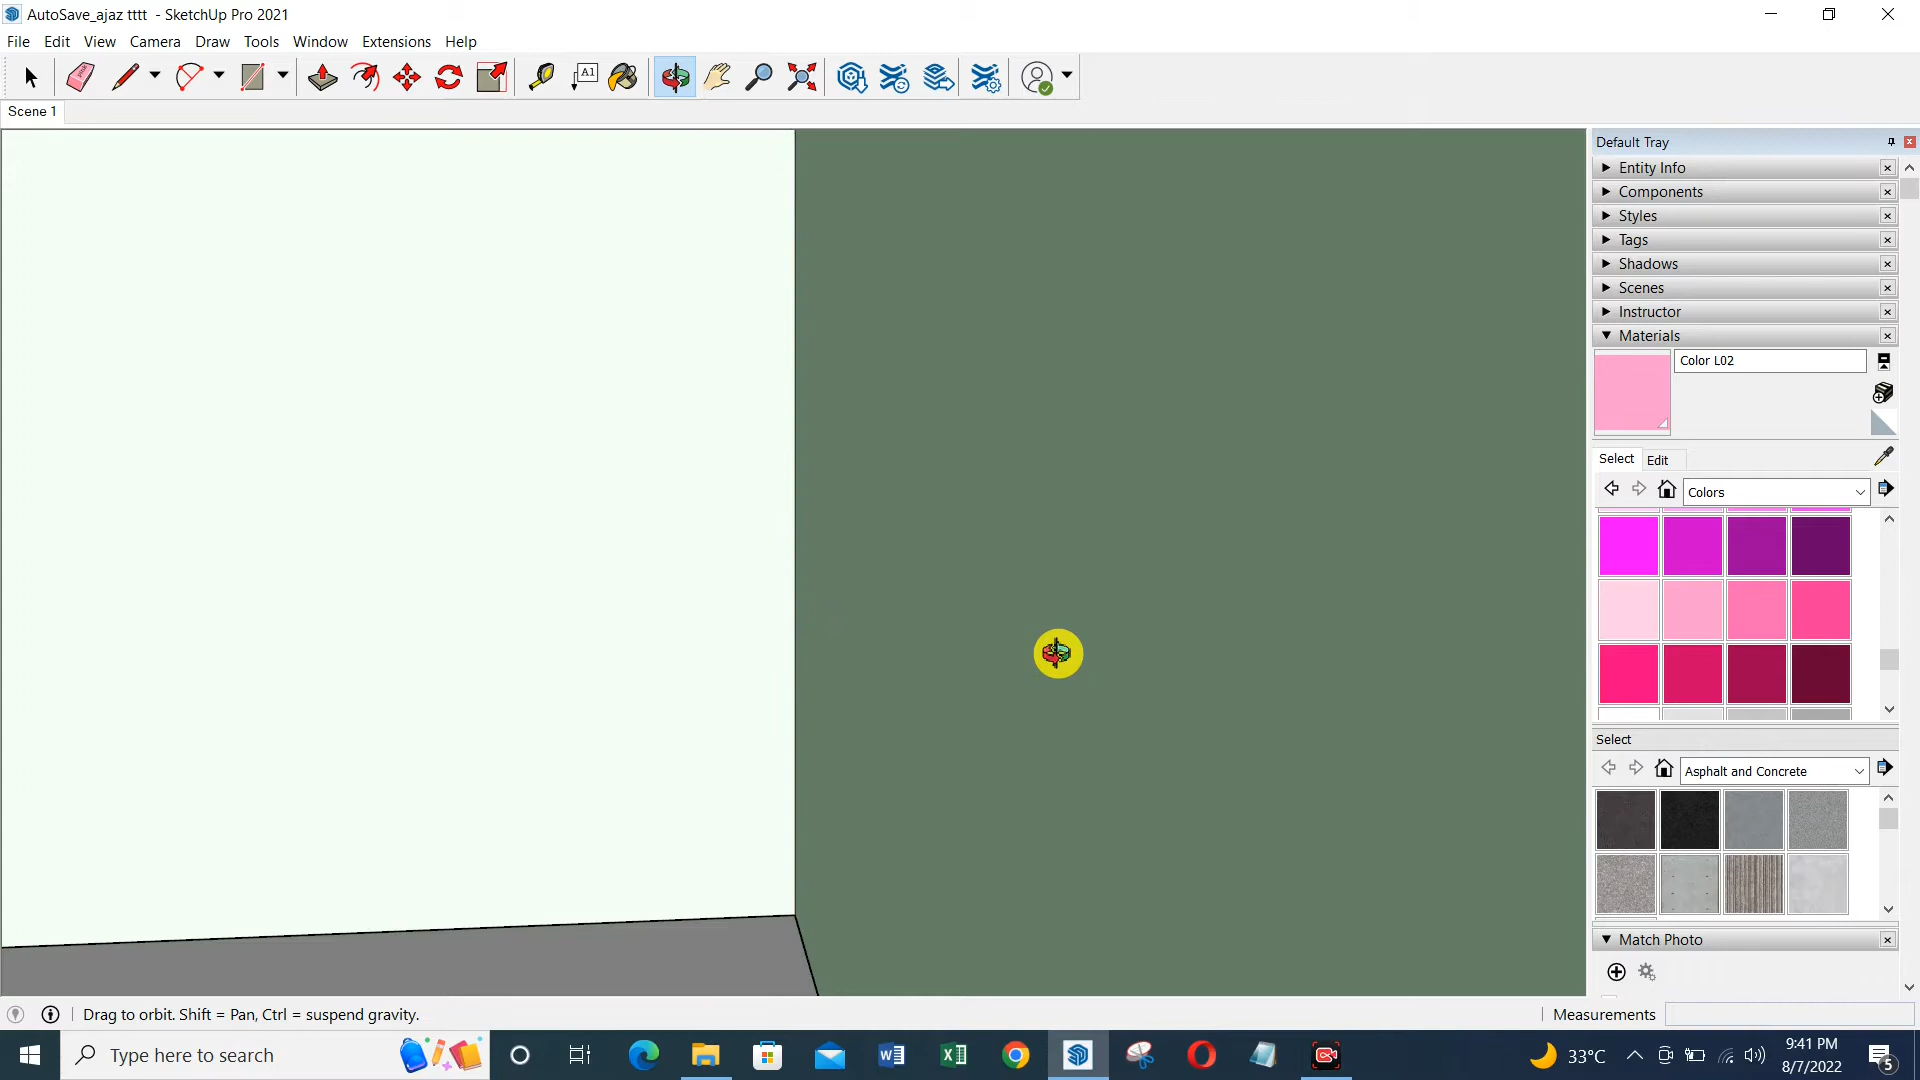 AutoSave_ajaz tttt - SketchUp Pro 2021
File Edit View Camera Draw Tools Window Extensions Help
A1
Scene 1
Default Tray
Entity Info
Components
Styles
Tags
Shadows
Scenes
Instructor
Materials
Color L02
Select Edit
Colors
Select
Asphalt and Concrete
Match Photo
Drag to orbit. Shift = Pan, Ctrl = suspend gravity.
Measurements
Type here to search
33°C
9:41 PM
8/7/2022
5